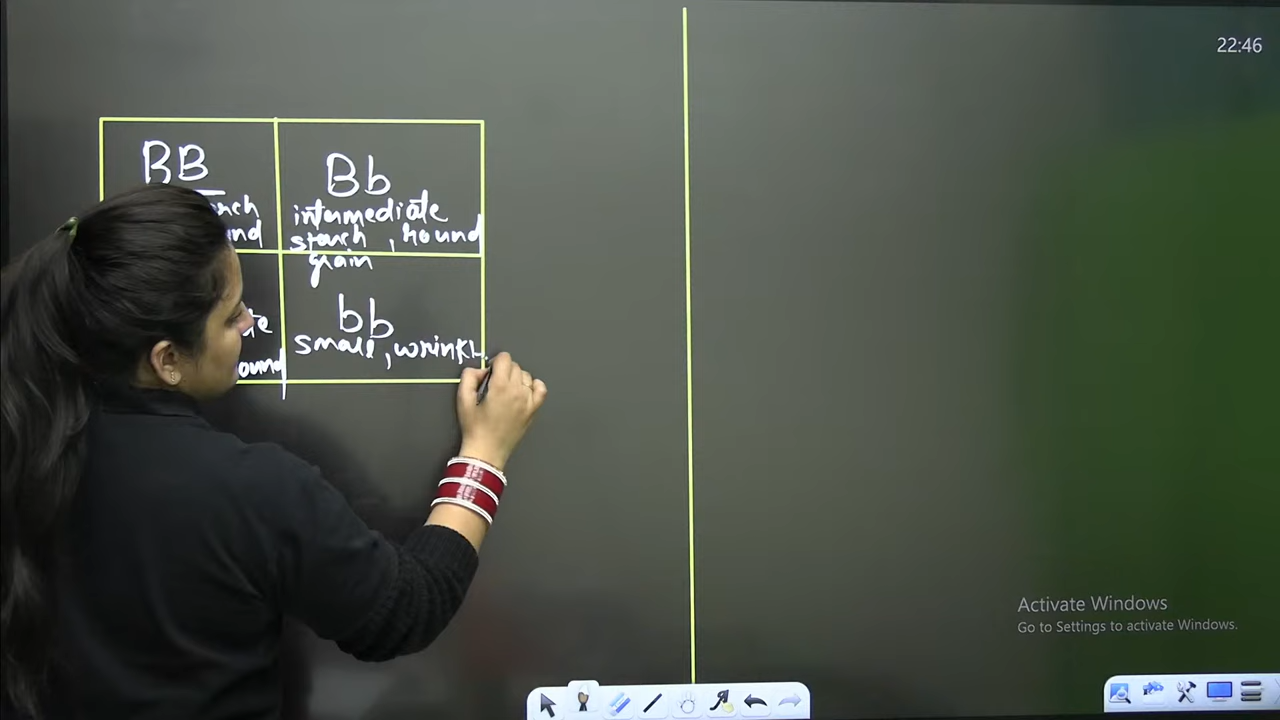 22:46
BB
Bb
intermediate
starch, round
grain
bb
small, wrinkl
Activate Windows
Go to Settings to activate Windows.